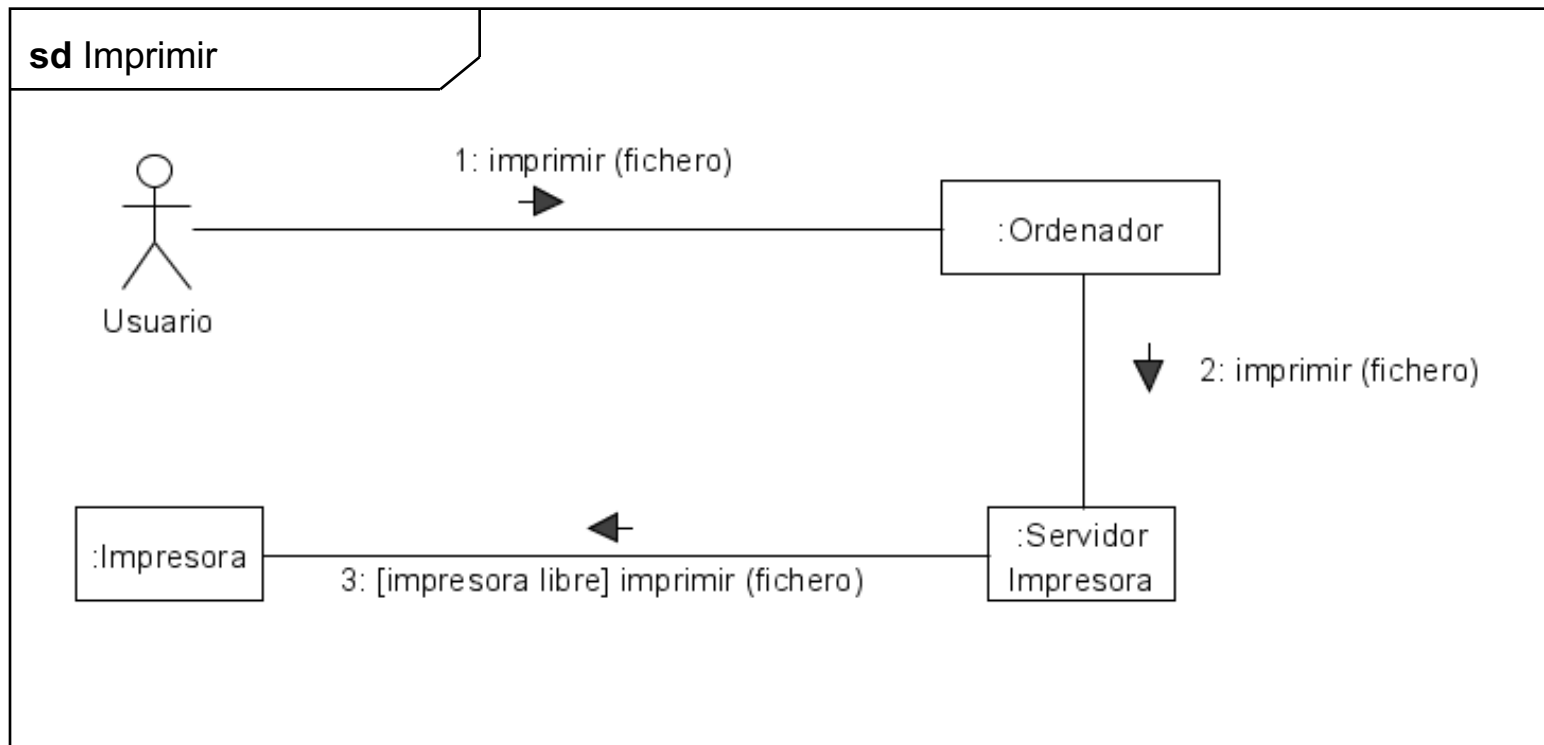 sd Imprimir
1: imprimir (fichero)
:Ordenador
Usuario
2: imprimir (fichero)
:Impresora
3: [impresora libre] imprimir (fichero)
:Servidor
Impresora